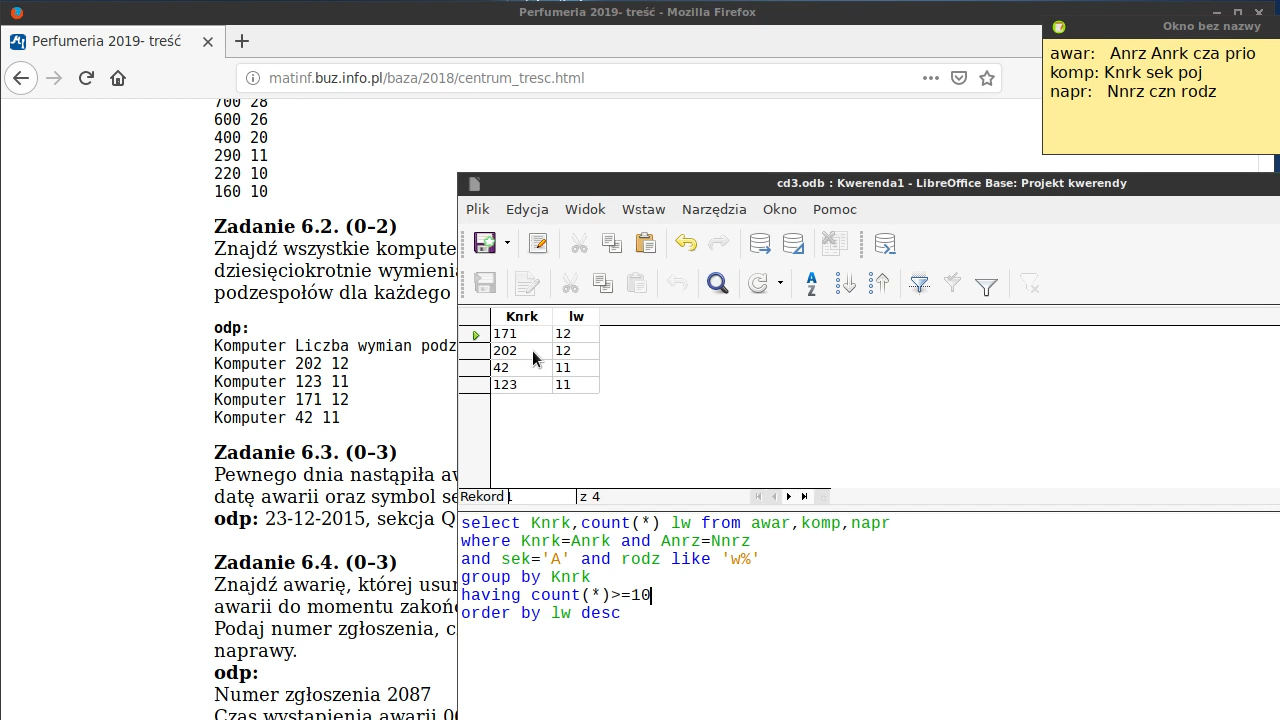 Perfumeria 2019- treść - Mozilla Firefox
Perfumeria 2019- treść
matinf.buz.info.pl/baza/2018/centrum_tresc.html
Okno bez nazwy
awar: Anrz Anrk cza prio
komp: Knrk sek poj
napr: Nnrz czn rodz
700 28
600 26
400 20
290 11
220 10
160 10
Zadanie 6.2. (0–2)
Znajdź wszystkie kompute
dziesięciokrotnie wymienia
podzespołów dla każdego
odp:
Komputer Liczba wymian podz
Komputer 202 12
Komputer 123 11
Komputer 171 12
Komputer 42 11
Zadanie 6.3. (0–3)
Pewnego dnia nastąpiła aw
datę awarii oraz symbol se
odp: 23-12-2015, sekcja Q
Zadanie 6.4. (0–3)
Znajdź awarię, której usun
awarii do momentu zakońc
Podaj numer zgłoszenia, c
naprawy.
odp:
Numer zgłoszenia 2087
Czas wystąpienia awarii 0
cd3.odb : Kwerenda1 - LibreOffice Base: Projekt kwerendy
Plik Edycja Widok Wstaw Narzędzia Okno Pomoc
Knrk lw
171 12
202 12
42 11
123 11
Rekord 1 z 4
select Knrk,count(*) lw from awar,komp,napr
where Knrk=Anrk and Anrz=Nnrz
and sek='A' and rodz like 'w%'
group by Knrk
having count(*)>=10
order by lw desc